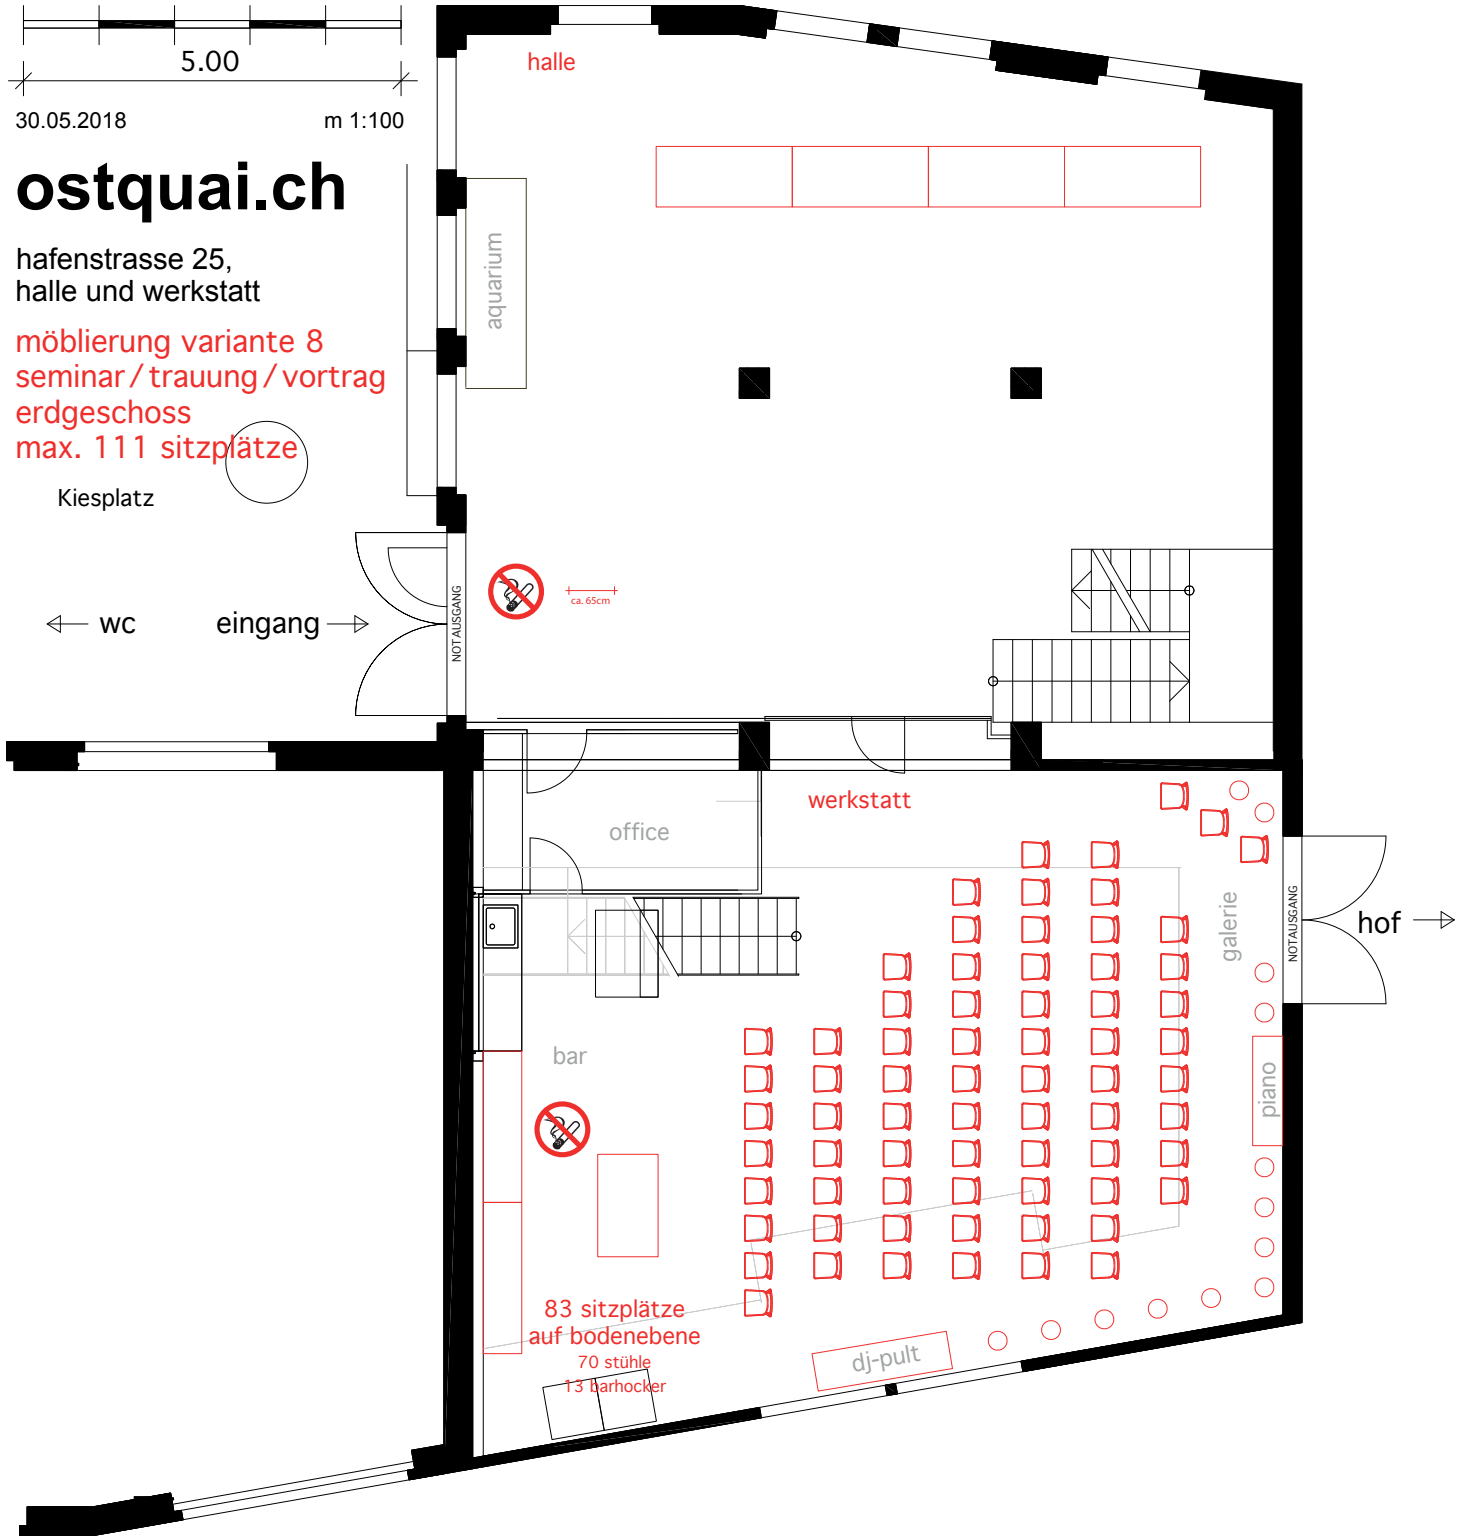 5.00
30.05.2018
m 1:100
ostquai.ch
hafenstrasse 25,
halle und werkstatt
möblierung variante 8
seminar / trauung / vortrag
erdgeschoss
max. 111 sitzplätze
Kiesplatz
wc
eingang
NOTAUSGANG
halle
aquarium
ca. 65cm
office
werkstatt
galerie
NOTAUSGANG
hof
bar
piano
83 sitzplätze
auf bodenebene
70 stühle
13 barhocker
dj-pult